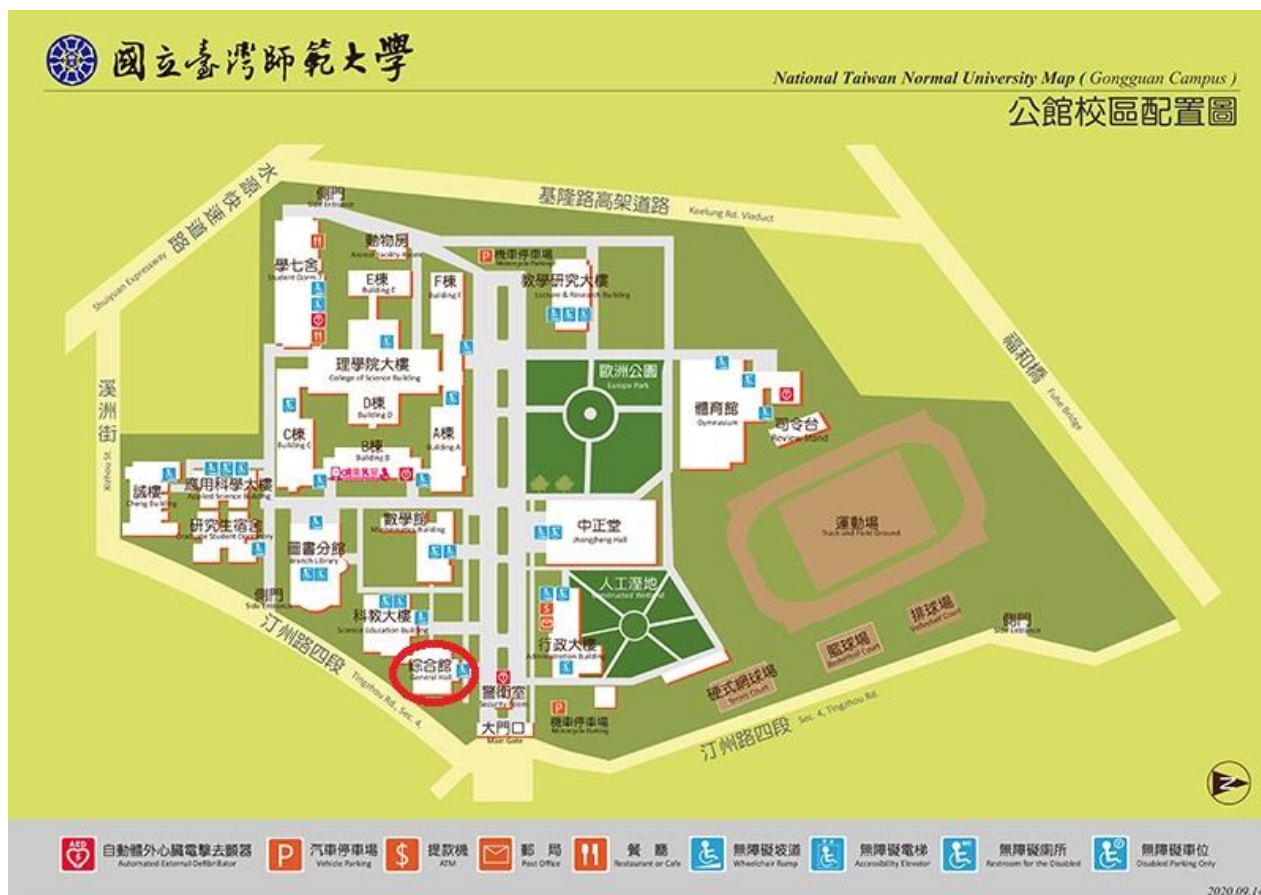 國立臺灣師範大學
National Taiwan Normal University Map ( Gongguan Campus )
公館校區配置圖
水源快速道路
Shuiyuan Expressway
側門
Side Entrance
基隆路高架道路
Keelung Rd. Viaduct
動物房
Animal Facility Room
機車停車場
Motorcycle Parking
學七舍
Student Dorm 7
E棟
Building E
F棟
Building F
教學研究大樓
Lecture & Research Building
理學院大樓
College of Science Building
歐洲公園
Europe Park
福和橋
Fuhe Bridge
溪洲街
Xizhou St.
D棟
Building D
體育館
Gymnasium
司令台
Review Stand
C棟
Building C
A棟
Building A
B棟
Building B
誠樓
Cheng Building
應用科學大樓
Applied Science Building
研究生宿舍
Graduate Student Dormitory
數學館
Mathematics Building
中正堂
Jhongjheng Hall
運動場
Track and Field Ground
圖書分館
Branch Library
人工溼地
Constructed Wetland
側門
Side Entrance
科教大樓
Science Education Building
行政大樓
Administration Building
排球場
Volleyball Court
籃球場
Basketball Court
側門
Side Entrance
綜合館
General Hall
硬式網球場
Tennis Court
汀州路四段
Tingzhou Rd., Sec. 4,
警衛室
Security Room
大門口
Main Gate
機車停車場
Motorcycle Parking
汀州路四段
Sec. 4, Tingzhou Rd.
N
AED
自動體外心臟電擊去顫器
Automated External Defibrillator
P
汽車停車場
Vehicle Parking
$
提款機
ATM
郵局
Post Office
餐廳
Restaurant or Cafe
無障礙坡道
Wheelchair Ramp
無障礙電梯
Accessibility Elevator
無障礙廁所
Restroom for the Disabled
無障礙車位
Disabled Parking Only
2020.09.14